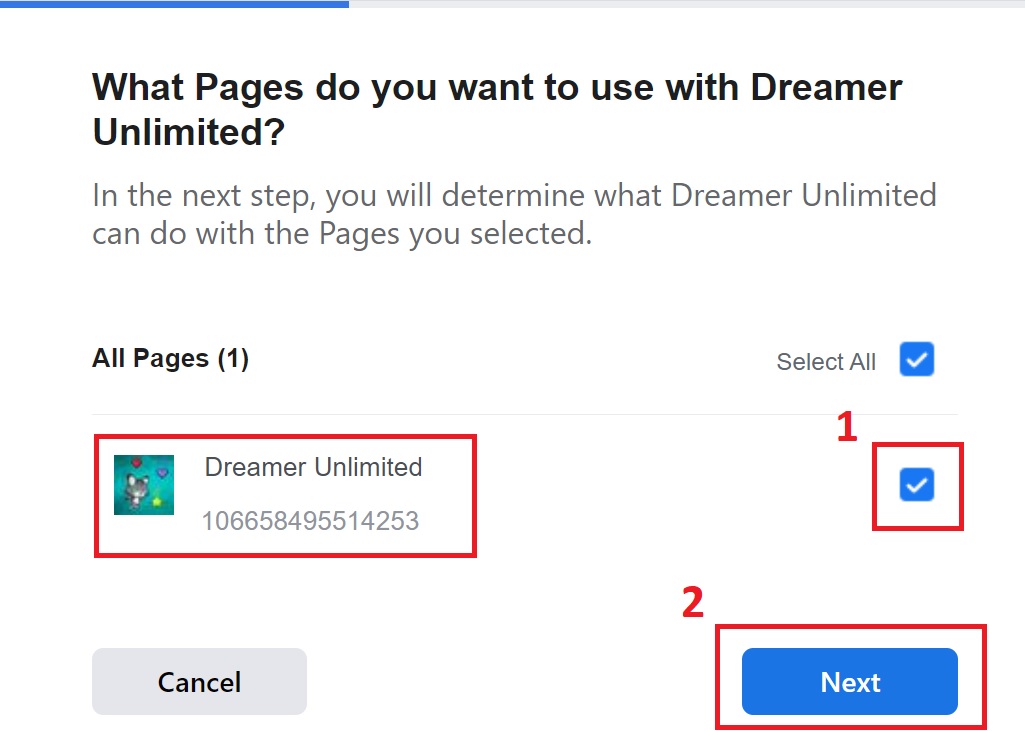 What Pages do you want to use with Dreamer
Unlimited?
In the next step, you will determine what Dreamer Unlimited
can do with the Pages you selected.
All Pages (1)
Select All
1
Dreamer Unlimited
106658495514253
2
Cancel
Next